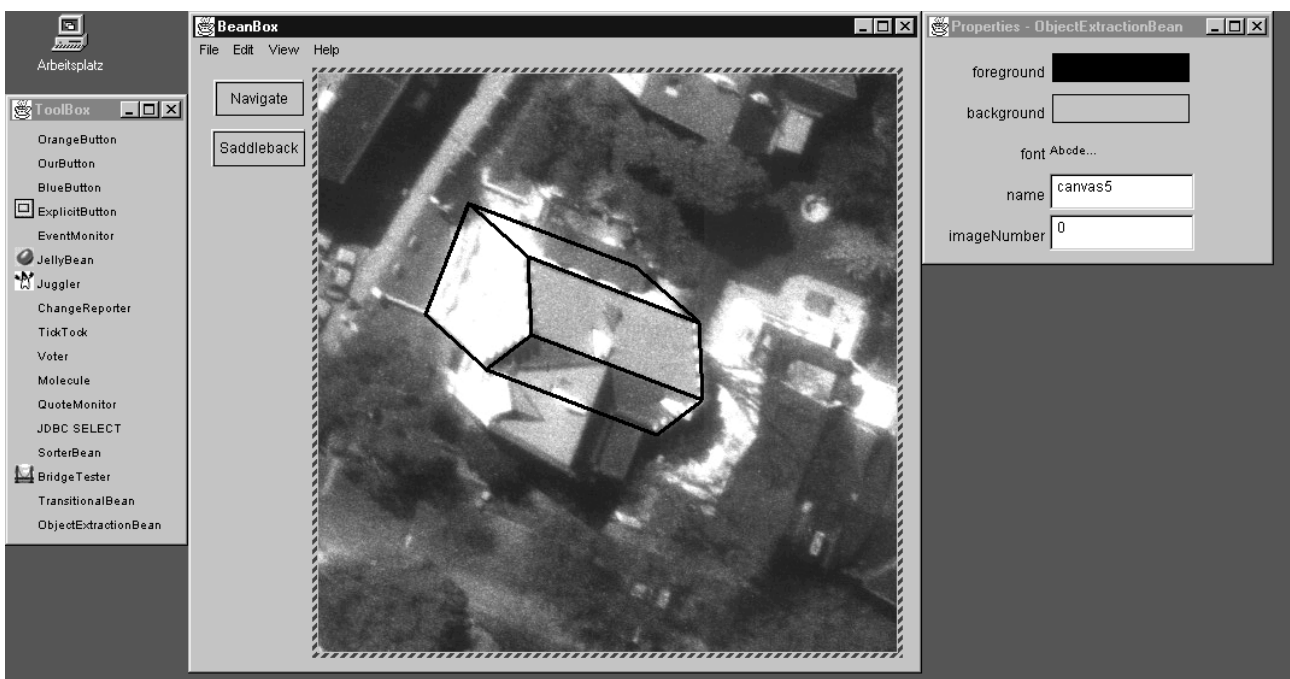 Arbeitsplatz
ToolBox
OrangeButton
OurButton
BlueButton
ExplicitButton
EventMonitor
JellyBean
Juggler
ChangeReporter
TickTock
Voter
Molecule
QuoteMonitor
JDBC SELECT
SorterBean
BridgeTester
TransitionalBean
ObjectExtractionBean
BeanBox
File Edit View Help
Navigate
Saddleback
Properties - ObjectExtractionBean
foreground
background
font Abcde...
name canvas5
imageNumber 0